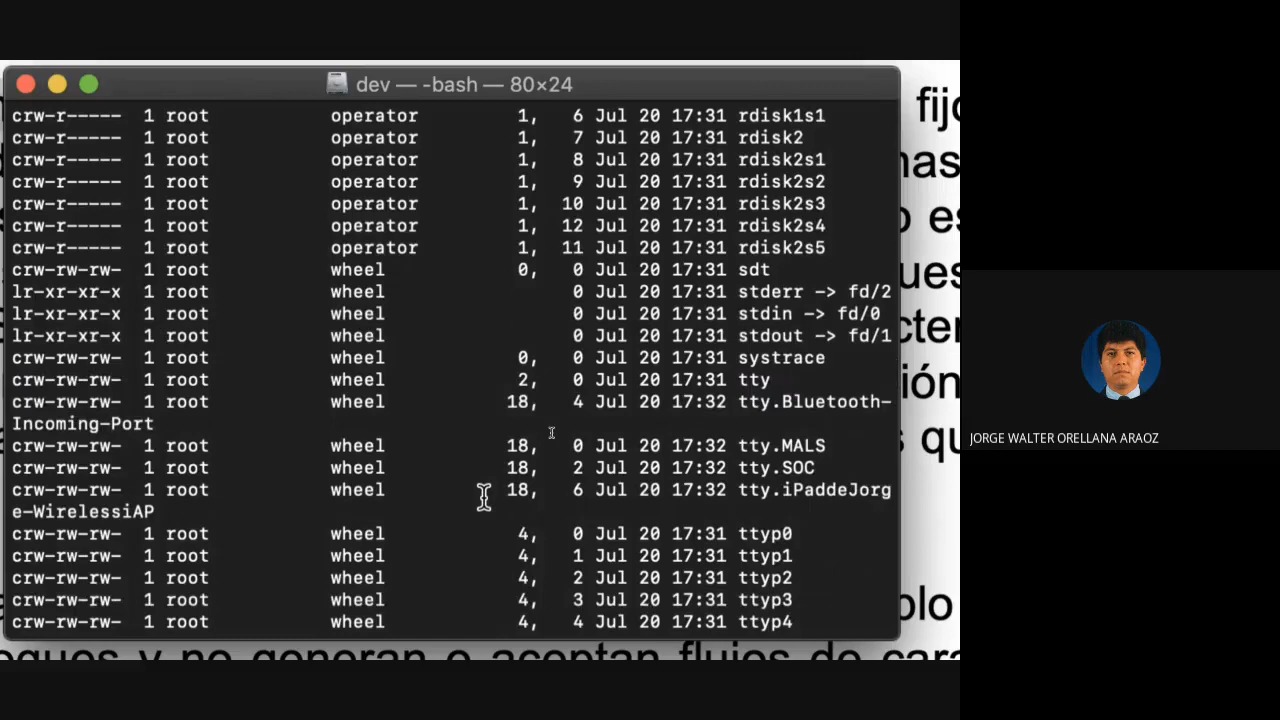 dev — -bash — 80×24
crw-r----- 1 root operator 1, 6 Jul 20 17:31 rdisk1s1
crw-r----- 1 root operator 1, 7 Jul 20 17:31 rdisk2
crw-r----- 1 root operator 1, 8 Jul 20 17:31 rdisk2s1
crw-r----- 1 root operator 1, 9 Jul 20 17:31 rdisk2s2
crw-r----- 1 root operator 1, 10 Jul 20 17:31 rdisk2s3
crw-r----- 1 root operator 1, 12 Jul 20 17:31 rdisk2s4
crw-r----- 1 root operator 1, 11 Jul 20 17:31 rdisk2s5
crw-rw-rw- 1 root wheel 0, 0 Jul 20 17:31 sdt
lr-xr-xr-x 1 root wheel 0 Jul 20 17:31 stderr -> fd/2
lr-xr-xr-x 1 root wheel 0 Jul 20 17:31 stdin -> fd/0
lr-xr-xr-x 1 root wheel 0 Jul 20 17:31 stdout -> fd/1
crw-rw-rw- 1 root wheel 0, 0 Jul 20 17:31 systrace
crw-rw-rw- 1 root wheel 2, 0 Jul 20 17:31 tty
crw-rw-rw- 1 root wheel 18, 4 Jul 20 17:32 tty.Bluetooth-
Incoming-Port
crw-rw-rw- 1 root wheel 18, 0 Jul 20 17:32 tty.MALS
crw-rw-rw- 1 root wheel 18, 2 Jul 20 17:32 tty.SOC
crw-rw-rw- 1 root wheel 18, 6 Jul 20 17:32 tty.iPaddeJorg
e-WirelessiAP
crw-rw-rw- 1 root wheel 4, 0 Jul 20 17:31 ttyp0
crw-rw-rw- 1 root wheel 4, 1 Jul 20 17:31 ttyp1
crw-rw-rw- 1 root wheel 4, 2 Jul 20 17:31 ttyp2
crw-rw-rw- 1 root wheel 4, 3 Jul 20 17:31 ttyp3
crw-rw-rw- 1 root wheel 4, 4 Jul 20 17:31 ttyp4
y no generan o aceptan flujos de
JORGE WALTER ORELLANA ARAOZ